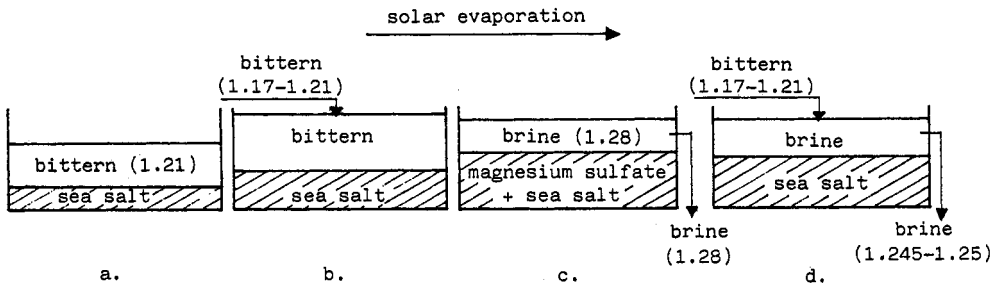 solar evaporation
bittern
(1.17-1.21)
bittern
(1.17-1.21)
bittern (1.21)
sea salt
bittern
sea salt
brine (1.28)
magnesium sulfate
+ sea salt
brine
sea salt
brine
(1.28)
brine
(1.245-1.25)
a.
b.
c.
d.